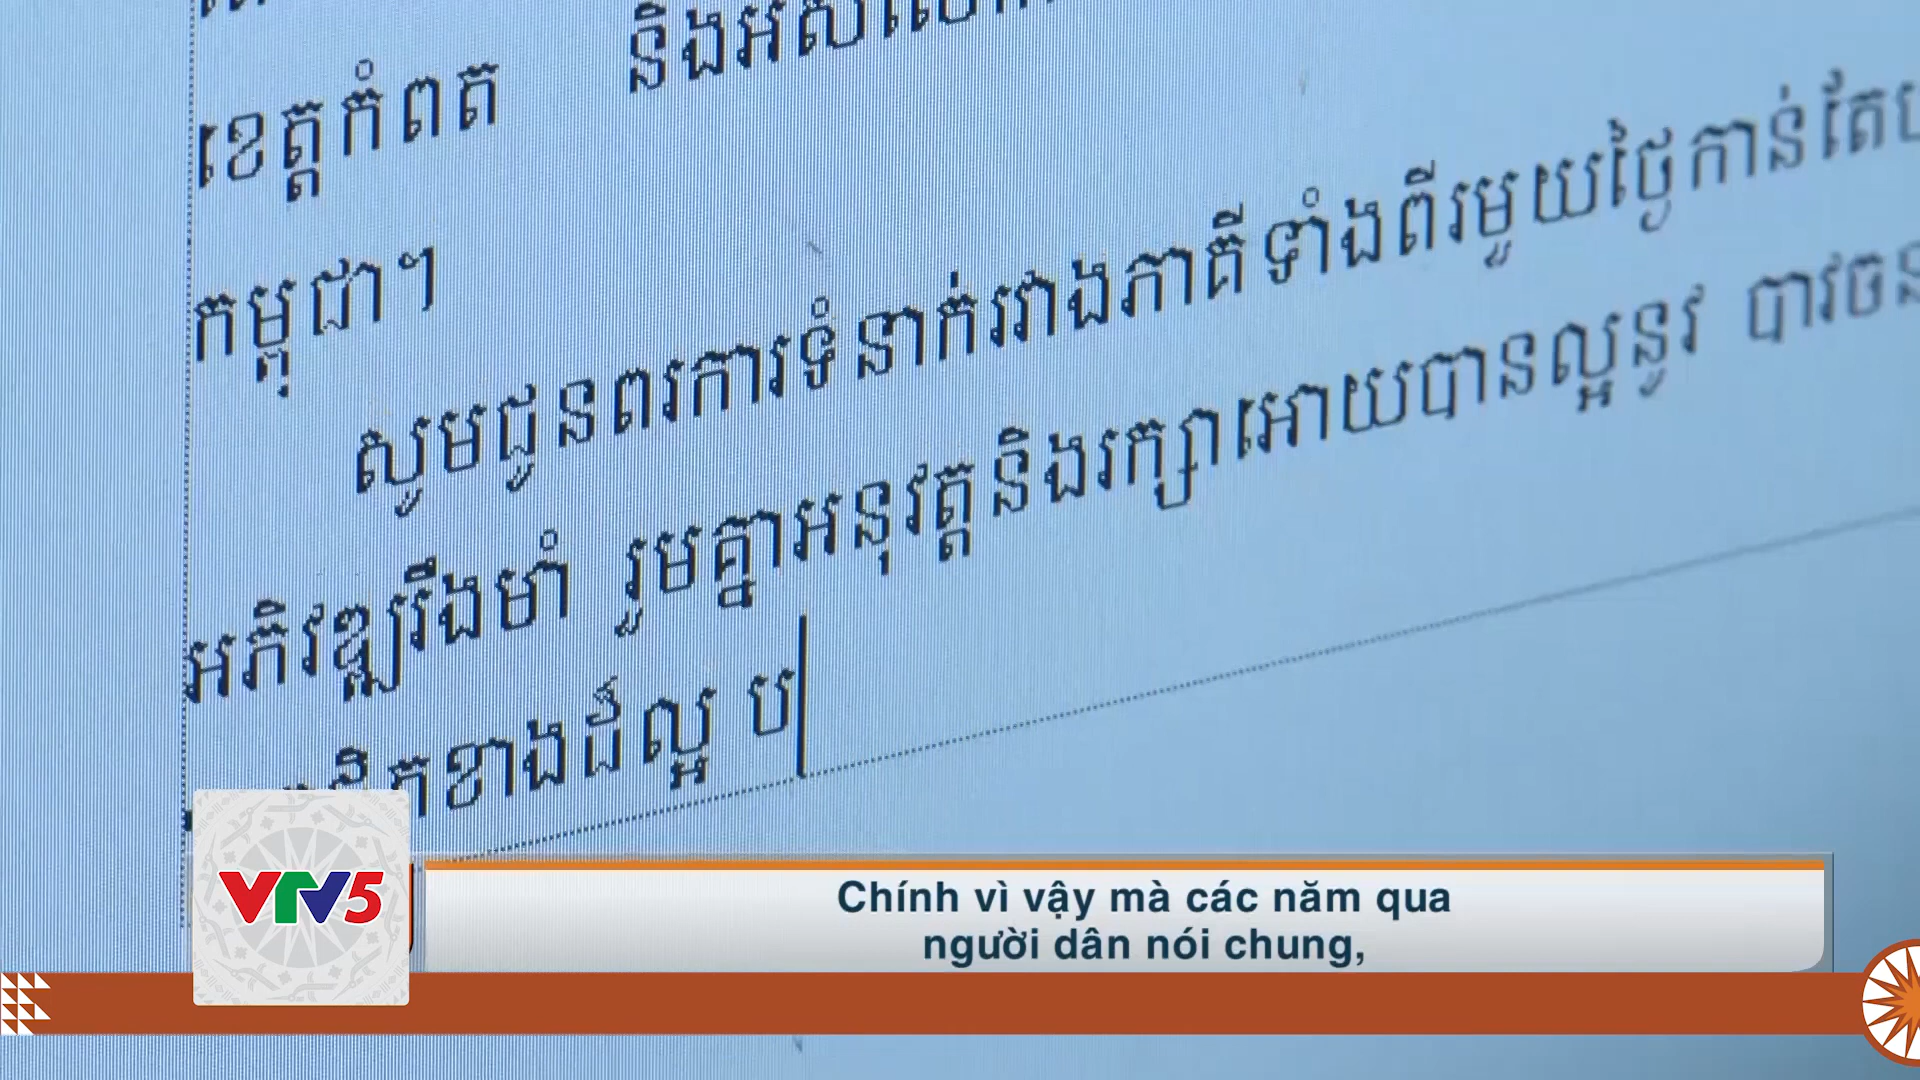 ខេត្តកំពត និងអស់លោក
កម្ពុជា។
សូមជូនពរការទំនាក់រវាងភាគីទាំងពីរមួយថ្ងៃកាន់តែ
អភិវឌ្ឍរឹងមាំ រួមគ្នាអនុវត្តនិងរក្សាអោយបានល្អនូវ បាវចន
ខាងដ៏ល្អ ប
VTV5
Chính vì vậy mà các năm qua
người dân nói chung,